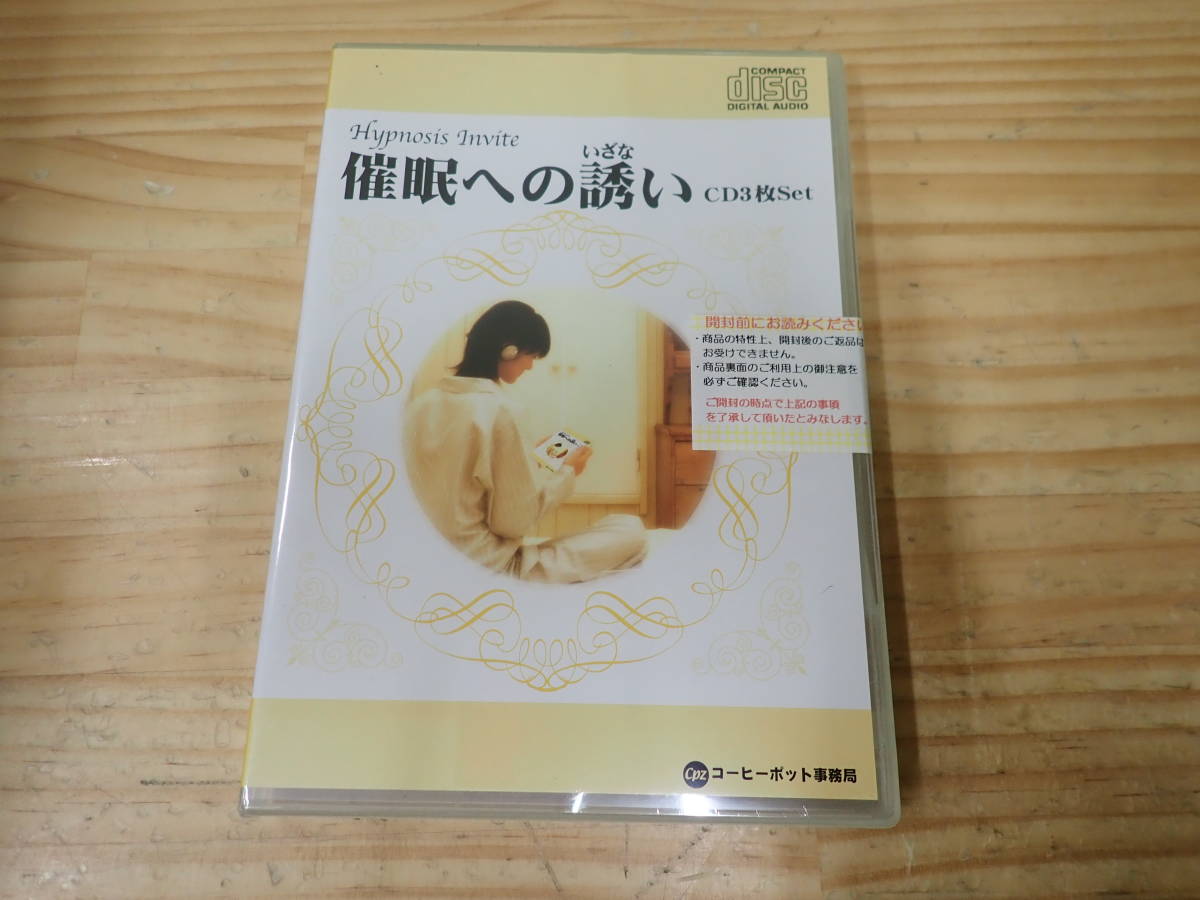 COMPACT
disc
DIGITAL AUDIO
Hypnosis Invite
いざな
催眠への誘い CD3枚Set
開封前にお読みくださ
・商品の特性上、開封後のご返品は
お受けできません。
・商品裏面のご利用上の御注意を
必ずご確認ください。
ご開封の時点で上記の事項
を了承して頂いたとみなします。
Cpz コーヒーポット事務局